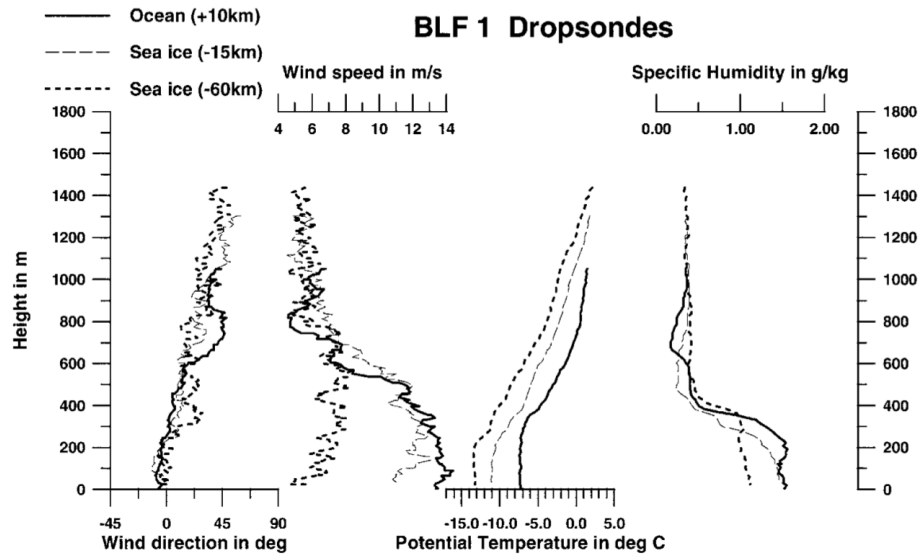 BLF 1 Dropsondes
Ocean (+10km)
Sea ice (-15km)
Sea ice (-60km)
Wind speed in m/s
4 6 8 10 12 14
Specific Humidity in g/kg
0.00 1.00 2.00
Height in m
1800 1800
1600 1600
1400 1400
1200 1200
1000 1000
800 800
600 600
400 400
200 200
0 0
-45 0 45 90
Wind direction in deg
-15.0 -10.0 -5.0 0.0 5.0
Potential Temperature in deg C